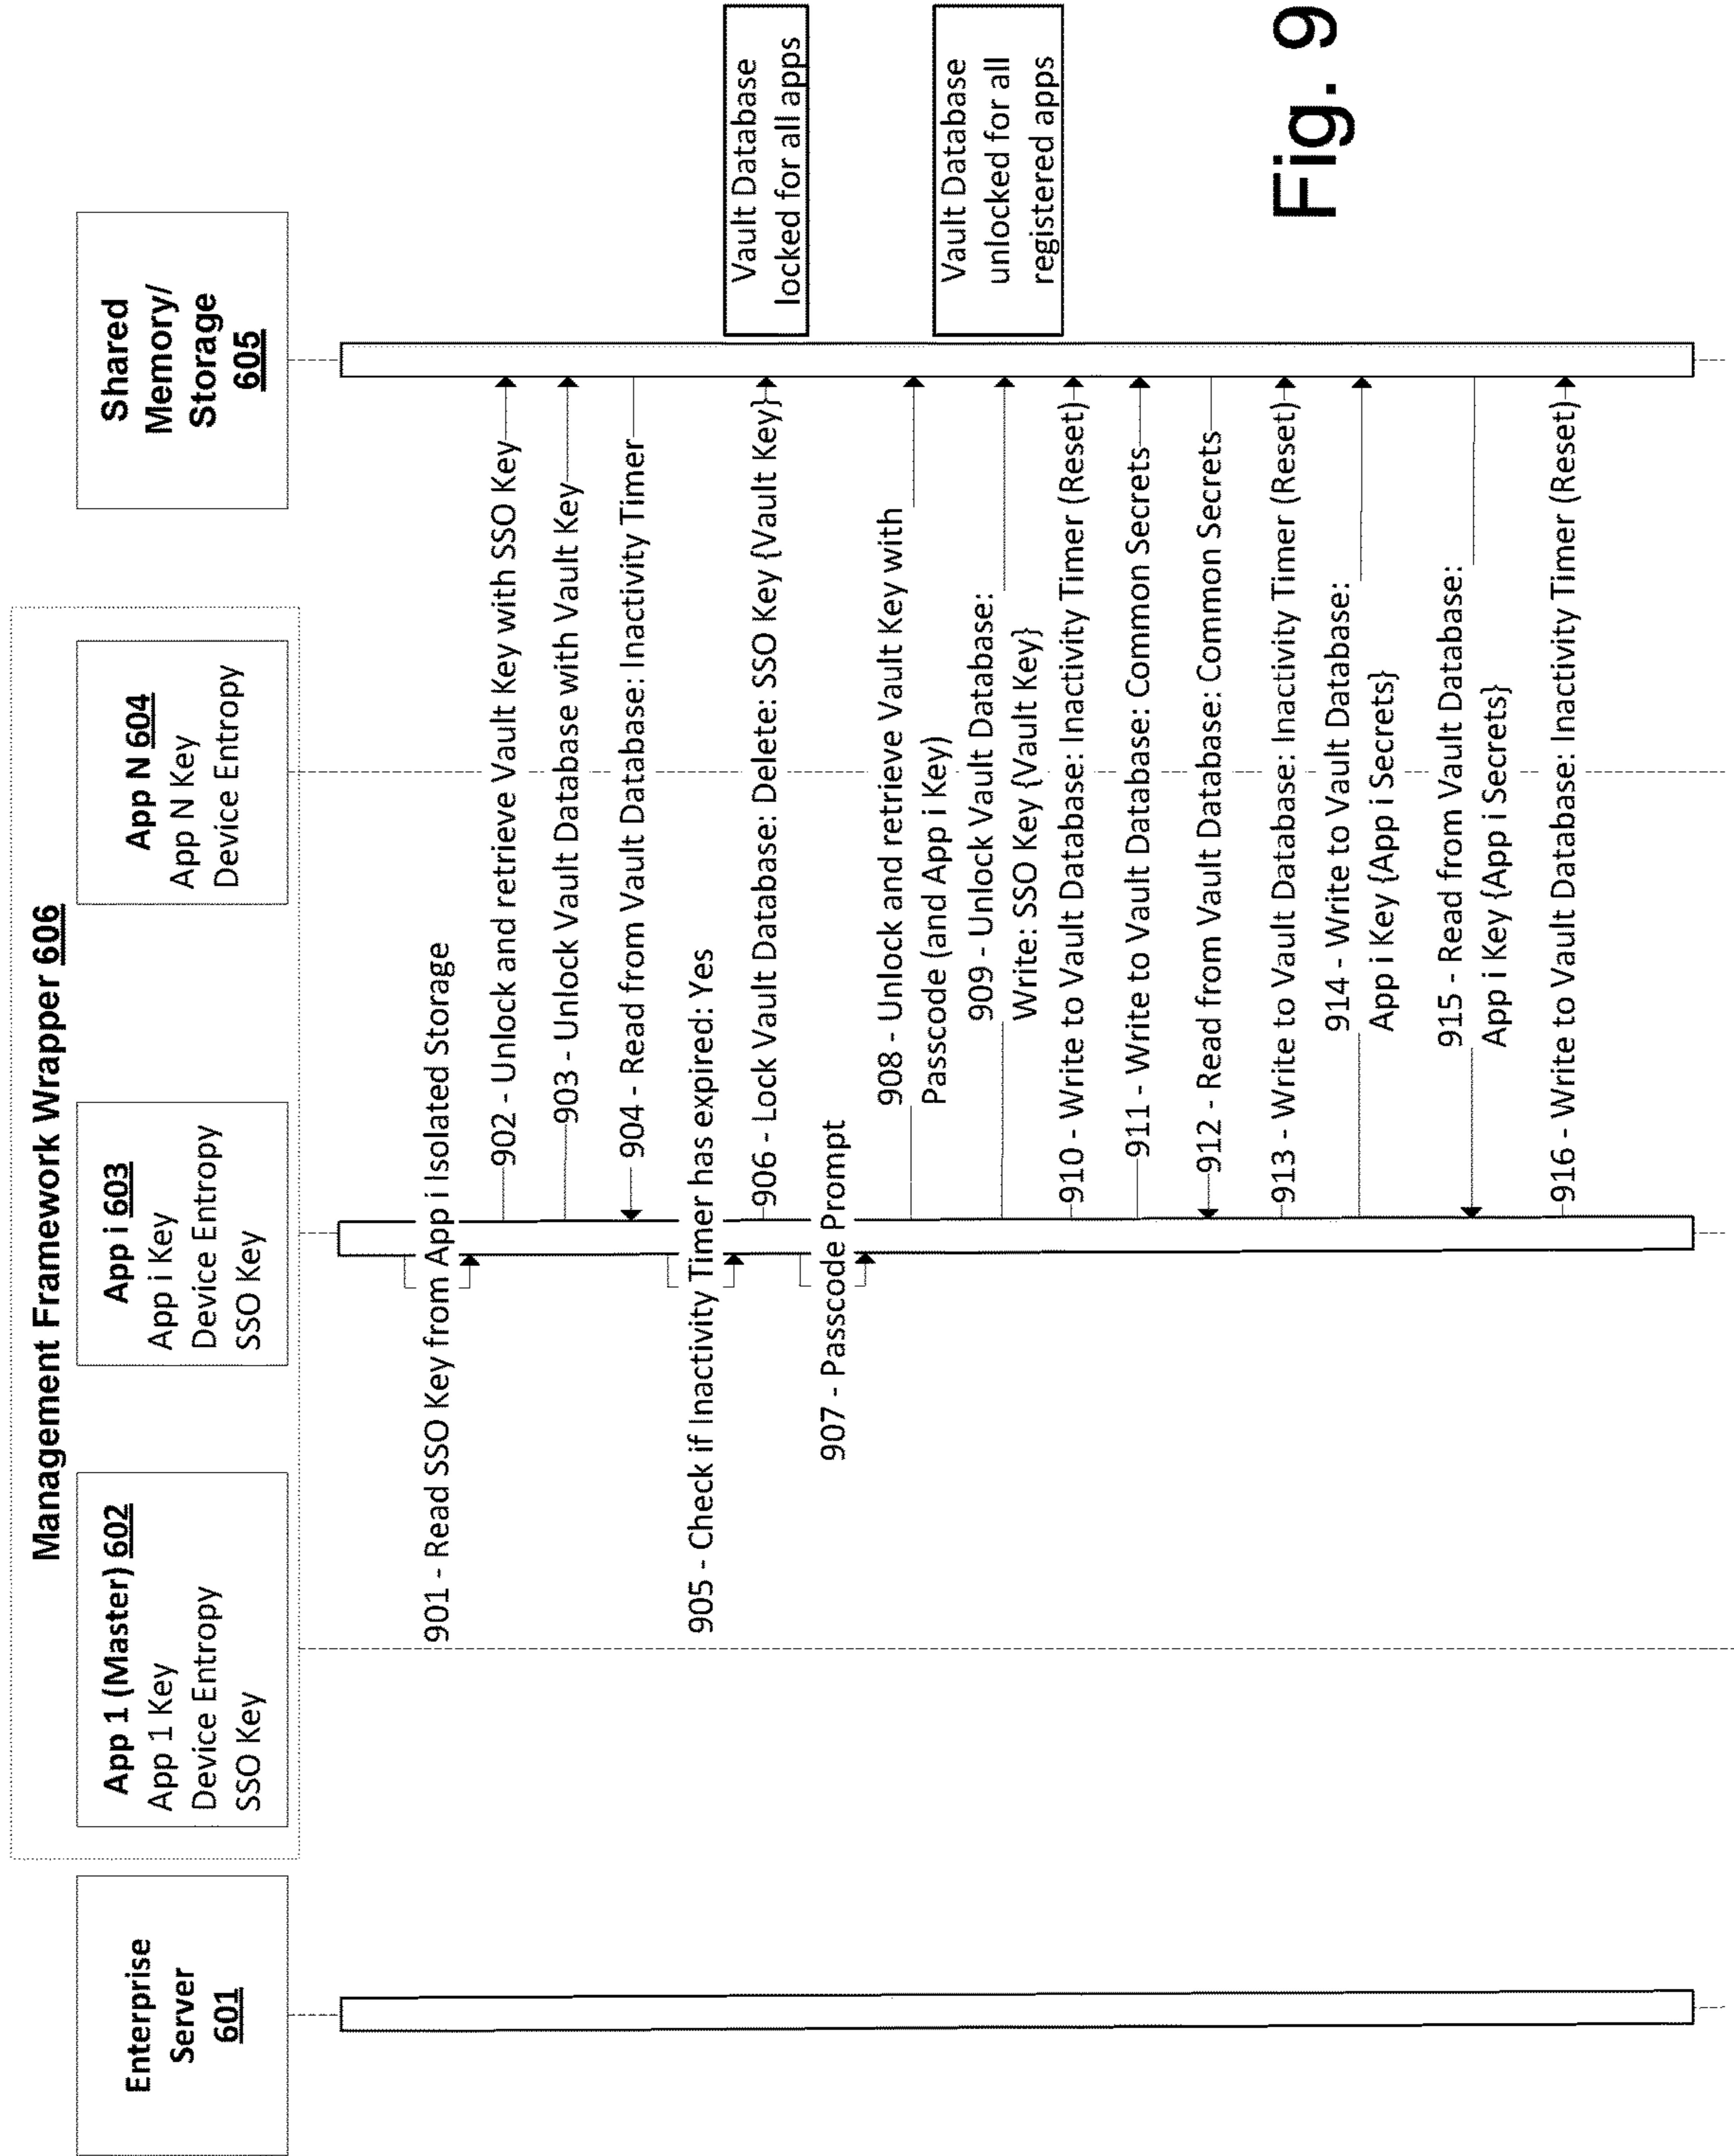 Management Framework Wrapper 606
Enterprise
Server
601
App 1 (Master) 602
App 1 Key
Device Entropy
SSO Key
App i 603
App i Key
Device Entropy
SSO Key
App N 604
App N Key
Device Entropy
Shared
Memory/
Storage
605
901 - Read SSO Key from App i Isolated Storage
902 - Unlock and retrieve Vault Key with SSO Key
903 - Unlock Vault Database with Vault Key
904 - Read from Vault Database: Inactivity Timer
905 - Check if Inactivity Timer has expired: Yes
906 - Lock Vault Database: Delete: SSO Key {Vault Key}
Vault Database
locked for all apps
907 - Passcode Prompt
908 - Unlock and retrieve Vault Key with
Passcode (and App i Key)
909 - Unlock Vault Database:
Write: SSO Key {Vault Key}
Vault Database
unlocked for all
registered apps
910 - Write to Vault Database: Inactivity Timer (Reset)
911 - Write to Vault Database: Common Secrets
912 - Read from Vault Database: Common Secrets
913 - Write to Vault Database: Inactivity Timer (Reset)
914 - Write to Vault Database:
App i Key {App i Secrets}
915 - Read from Vault Database:
App i Key {App i Secrets}
916 - Write to Vault Database: Inactivity Timer (Reset)
Fig. 9